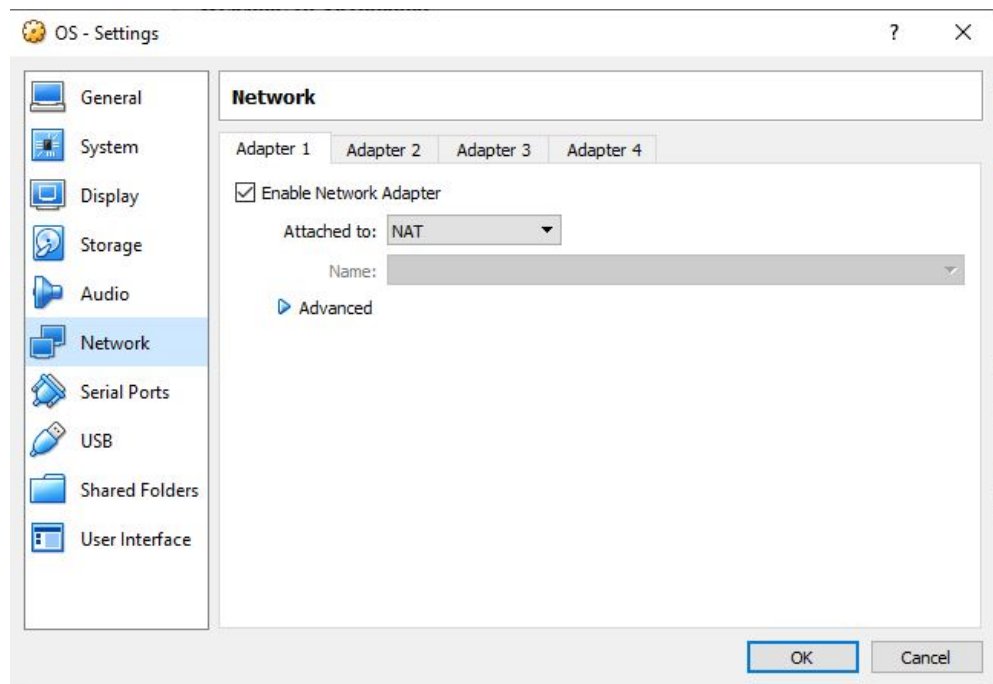 OS - Settings
?
General
System
Display
Storage
Audio
Network
Serial Ports
USB
Shared Folders
User Interface
Network
Adapter 1 Adapter 2 Adapter 3 Adapter 4
Enable Network Adapter
Attached to: NAT
Name:
Advanced
OK Cancel